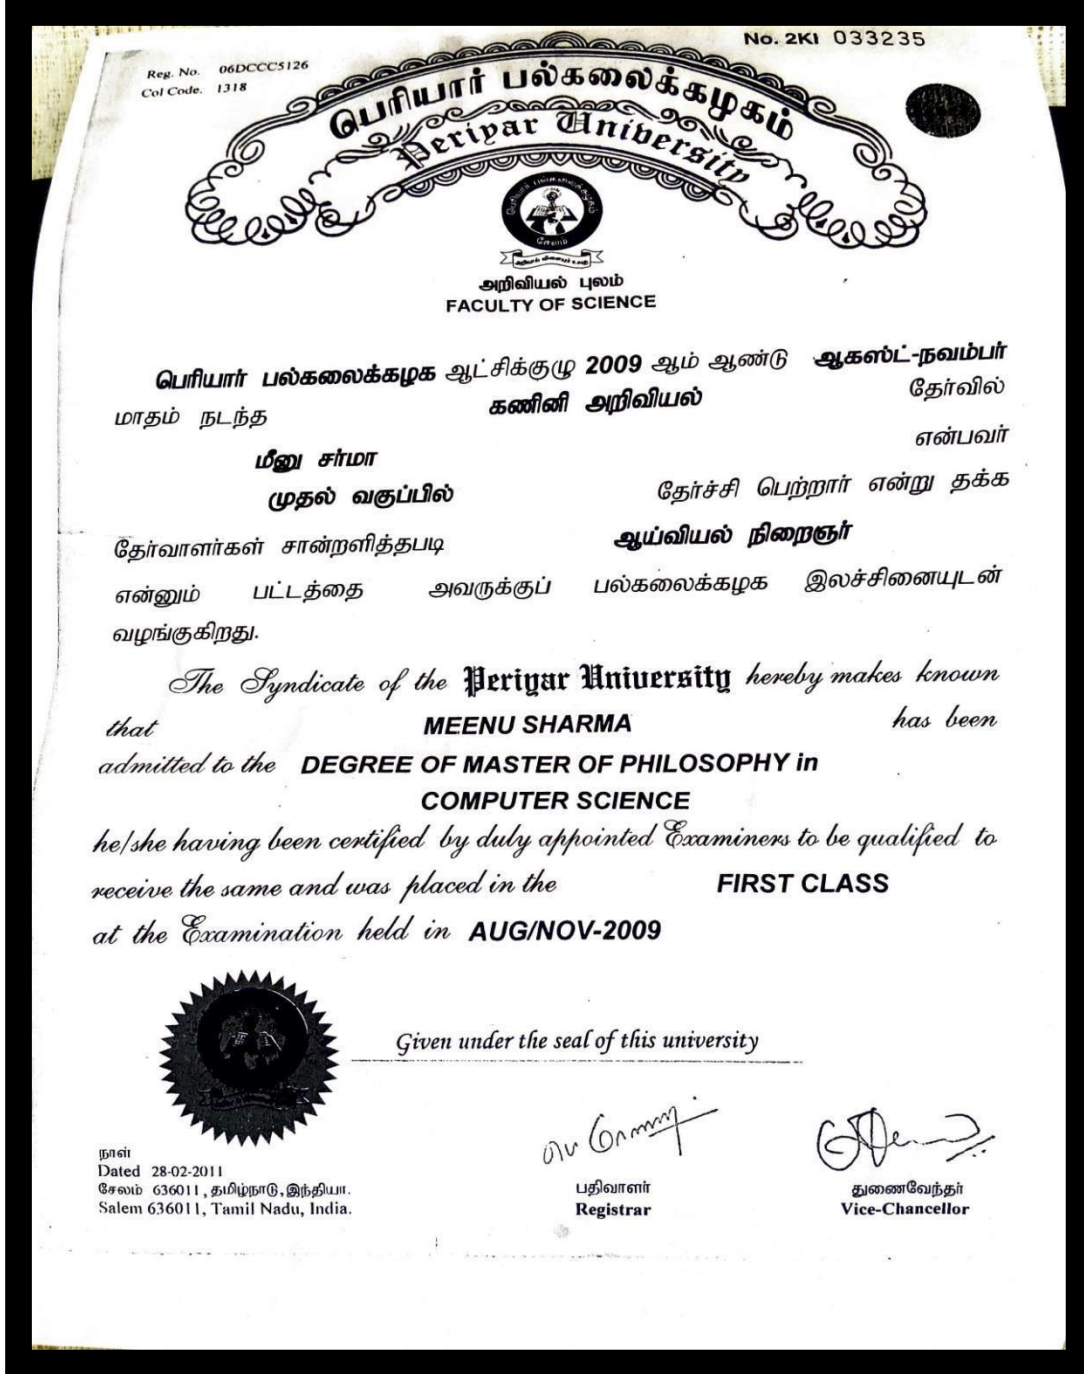 No. 2KI 033235
Reg. No. 06DCCC5126
Col Code. 1318
பெரியார் பல்கலைக்கழகம்
Periyar University
சேலம்
அறிவியல் புலம்
FACULTY OF SCIENCE
பெரியார் பல்கலைக்கழக ஆட்சிக்குழு 2009 ஆம் ஆண்டு ஆகஸ்ட்-நவம்பர்
மாதம் நடந்த கணினி அறிவியல் தேர்வில்
மீனு சர்மா என்பவர்
முதல் வகுப்பில் தேர்ச்சி பெற்றார் என்று தக்க
தேர்வாளர்கள் சான்றளித்தபடி ஆய்வியல் நிறைஞர்
என்னும் பட்டத்தை அவருக்குப் பல்கலைக்கழக இலச்சினையுடன்
வழங்குகிறது.
The Syndicate of the Periyar University hereby makes known
that MEENU SHARMA has been
admitted to the DEGREE OF MASTER OF PHILOSOPHY in
COMPUTER SCIENCE
he/she having been certified by duly appointed Examiners to be qualified to
receive the same and was placed in the FIRST CLASS
at the Examination held in AUG/NOV-2009
Given under the seal of this university
நாள்
Dated 28-02-2011
சேலம் 636011, தமிழ்நாடு, இந்தியா.
Salem 636011, Tamil Nadu, India.
பதிவாளர்
Registrar
துணைவேந்தர்
Vice-Chancellor